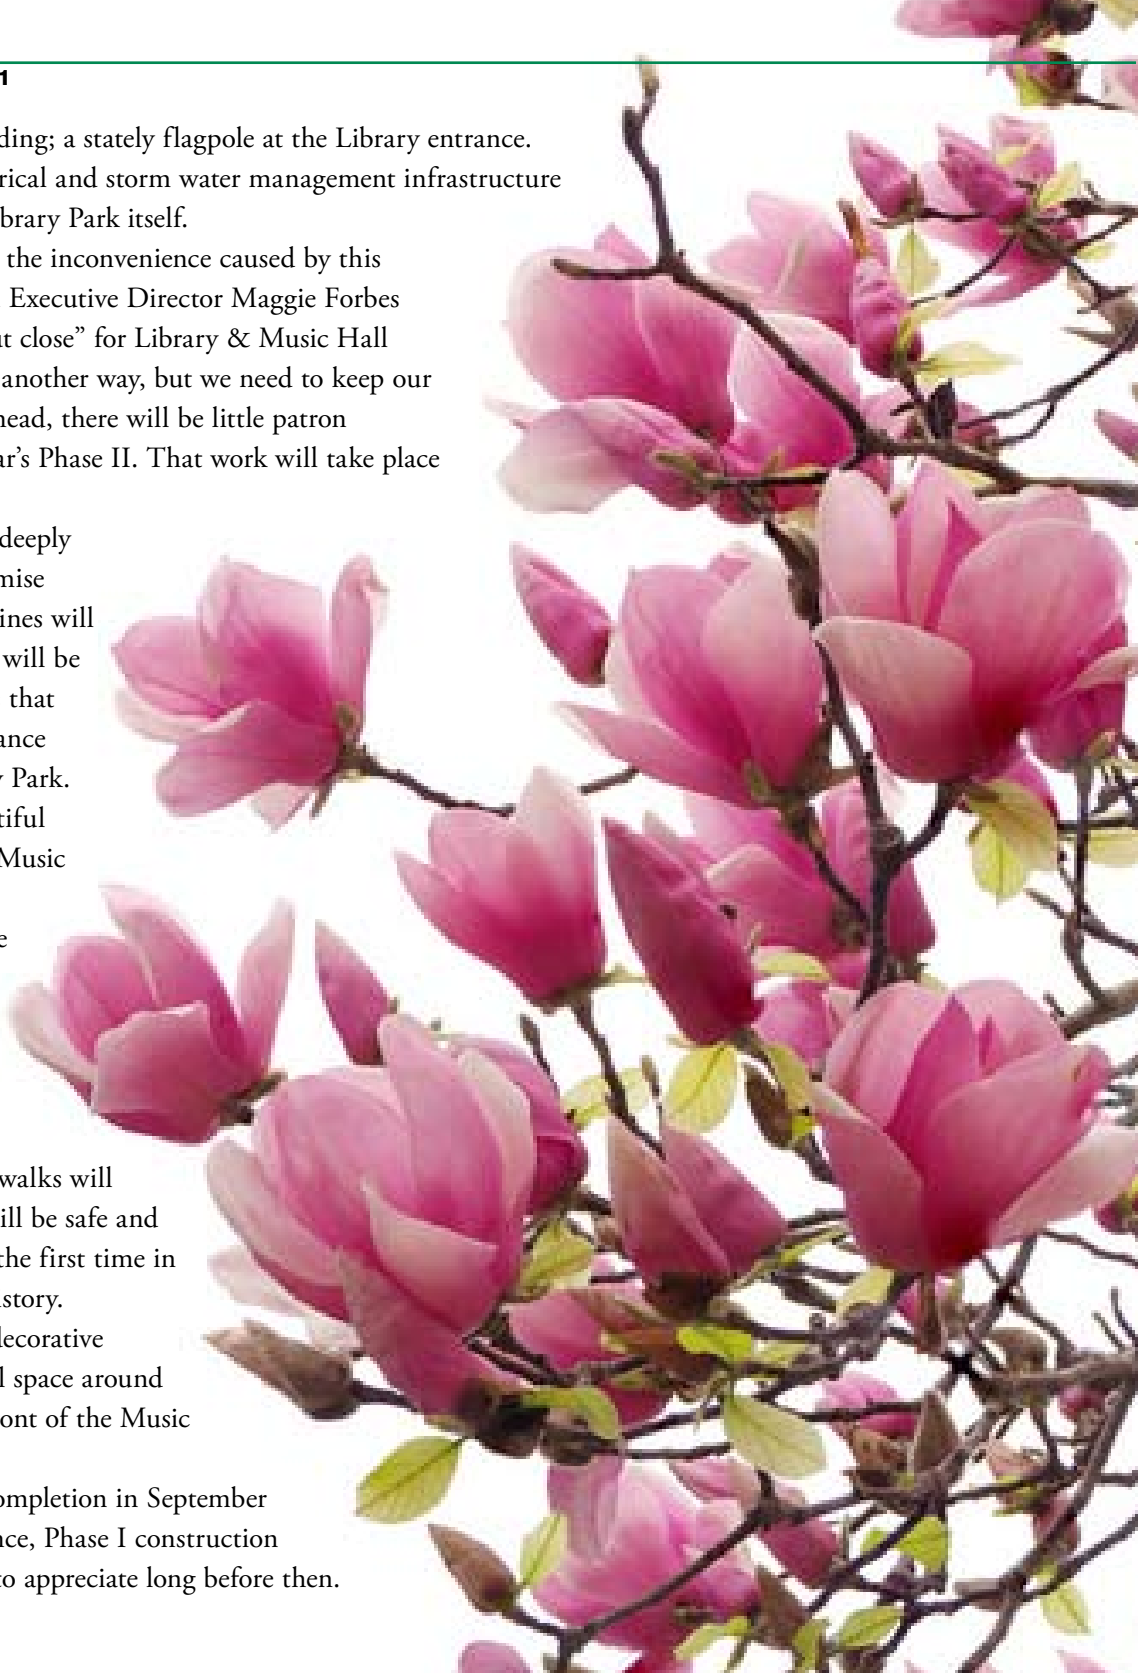 1
ding; a stately flagpole at the Library entrance.
rical and storm water management infrastructure
brary Park itself.
the inconvenience caused by this
Executive Director Maggie Forbes
ut close” for Library & Music Hall
another way, but we need to keep our
head, there will be little patron
ar’s Phase II. That work will take place
deeply
mise
ines will
will be
that
ance
y Park.
tiful
Music
e
walks will
ill be safe and
the first time in
istory.
decorative
l space around
ont of the Music
ompletion in September
nce, Phase I construction
to appreciate long before then.